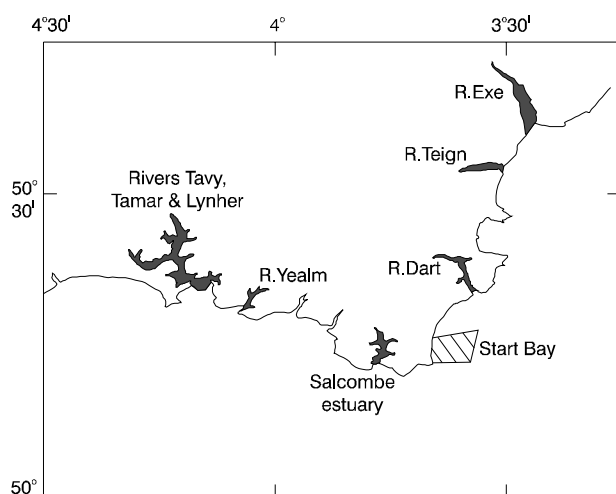 4°30'
4°
3°30'
R.Exe
R.Teign
50°
30'
Rivers Tavy,
Tamar & Lynher
R.Yealm
R.Dart
Start Bay
Salcombe
estuary
50°